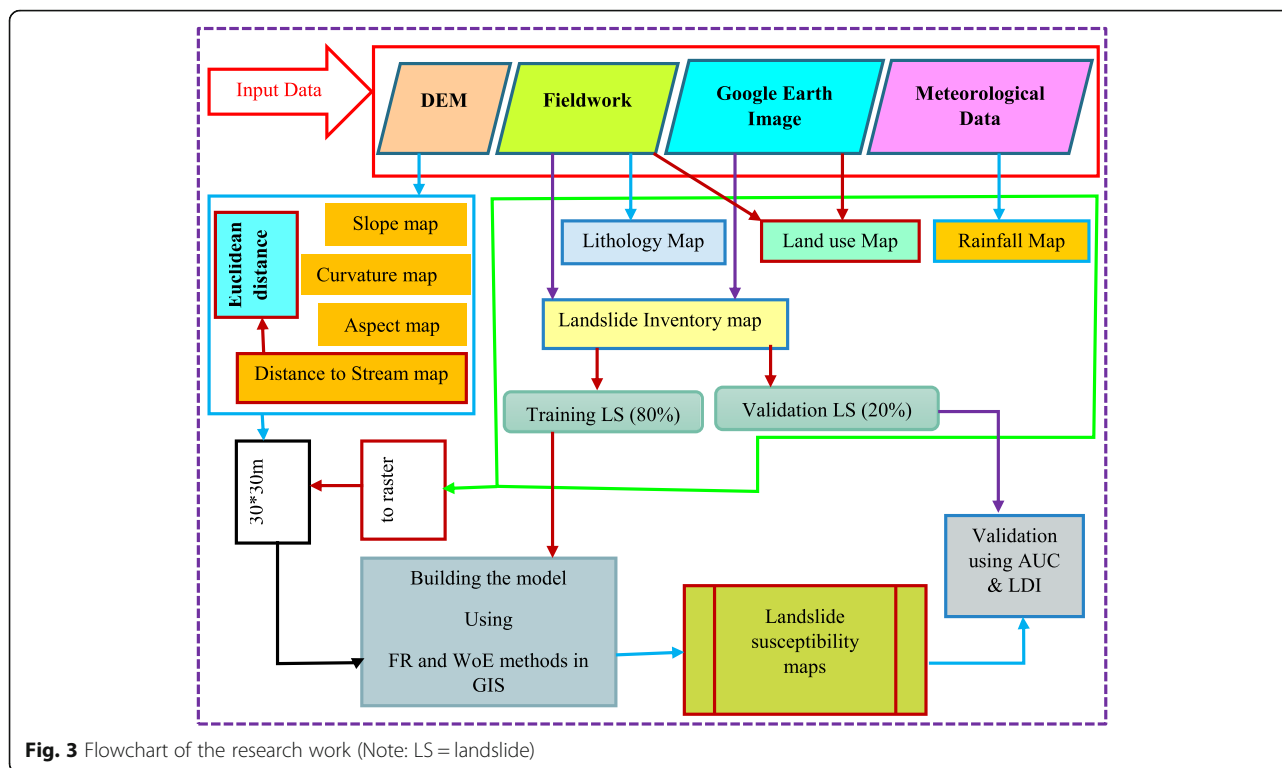 Input Data
DEM
Fieldwork
Google Earth
Image
Meteorological
Data
Euclidean
distance
Slope map
Curvature map
Aspect map
Distance to Stream map
Lithology Map
Land use Map
Rainfall Map
Landslide Inventory map
Training LS (80%)
Validation LS (20%)
30*30m
to raster
Building the model
Using
FR and WoE methods in
GIS
Landslide
susceptibility
maps
Validation
using AUC
& LDI
Fig. 3 Flowchart of the research work (Note: LS = landslide)